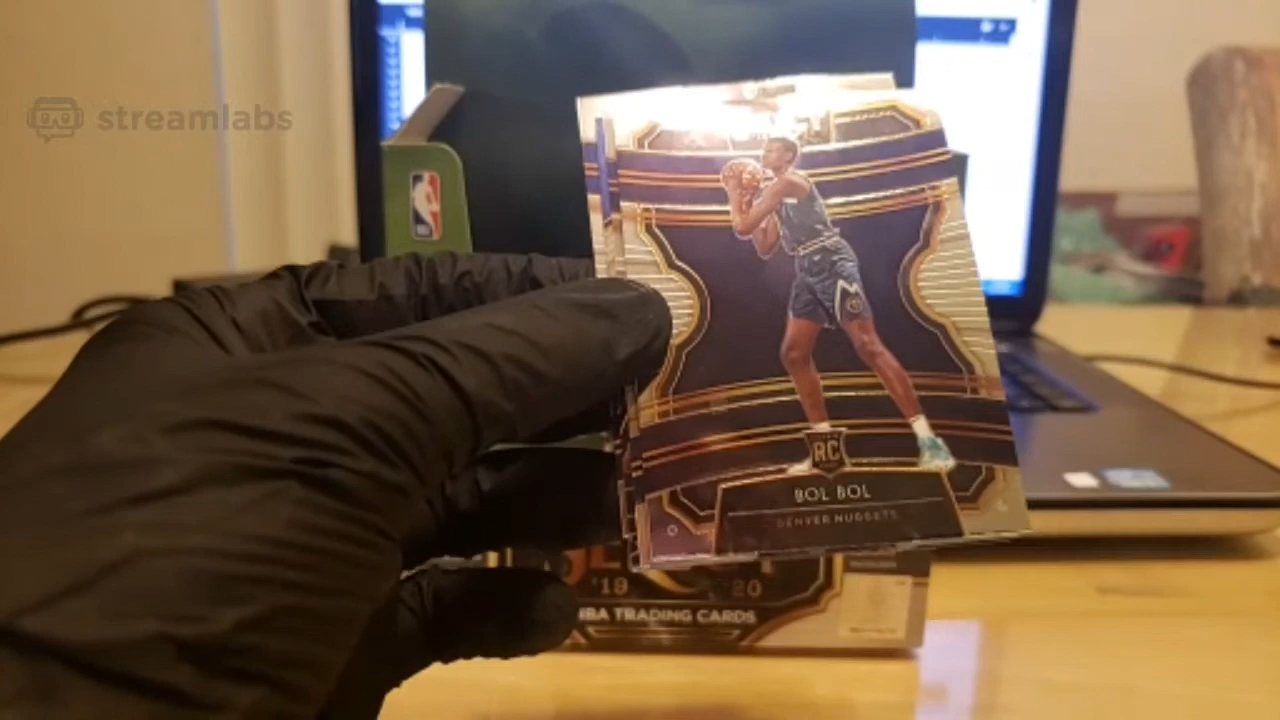 streamlabs
RC
BOL BOL
DENVER NUGGETS
'19 20
NBA TRADING CARDS